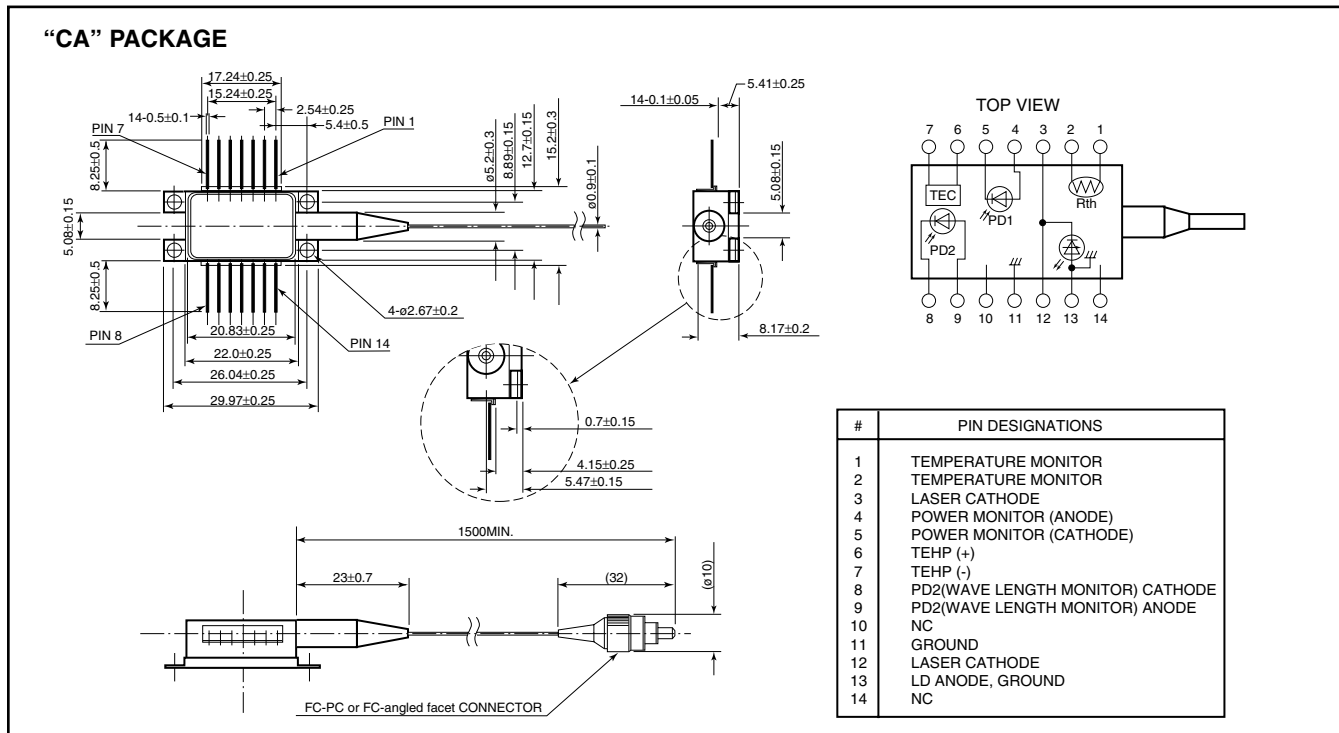 “CA” PACKAGE
17.24±0.25
15.24±0.25
14-0.5±0.1
2.54±0.25
5.4±0.5
PIN 7
PIN 1
8.25±0.5
5.08±0.15
8.25±0.5
ø5.2±0.3
8.89±0.15
12.7±0.15
15.2±0.3
ø0.9±0.1
4-ø2.67±0.2
PIN 8
PIN 14
20.83±0.25
22.0±0.25
26.04±0.25
29.97±0.25
14-0.1±0.05
5.41±0.25
5.08±0.15
8.17±0.2
0.7±0.15
4.15±0.25
5.47±0.15
TOP VIEW
7 6 5 4 3 2 1
TEC
PD1
Rth
PD2
8 9 10 11 12 13 14
1500MIN.
23±0.7
(32)
(ø10)
FC-PC or FC-angled facet CONNECTOR
# PIN DESIGNATIONS
1 TEMPERATURE MONITOR
2 TEMPERATURE MONITOR
3 LASER CATHODE
4 POWER MONITOR (ANODE)
5 POWER MONITOR (CATHODE)
6 TEHP (+)
7 TEHP (-)
8 PD2(WAVE LENGTH MONITOR) CATHODE
9 PD2(WAVE LENGTH MONITOR) ANODE
10 NC
11 GROUND
12 LASER CATHODE
13 LD ANODE, GROUND
14 NC